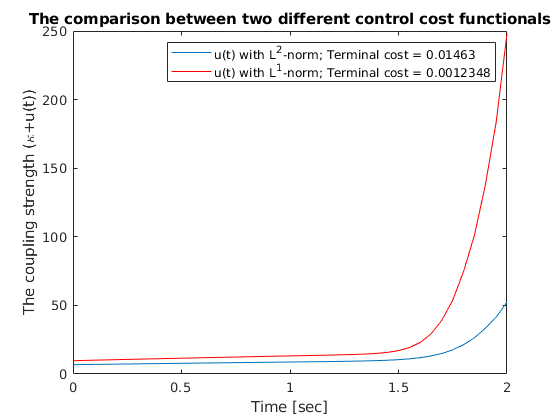 The comparison between two different control cost functionals
u(t) with L²-norm; Terminal cost = 0.01463
u(t) with L¹-norm; Terminal cost = 0.0012348
The coupling strength (κ+u(t))
250
200
150
100
50
0
0
0.5
1
1.5
2
Time [sec]